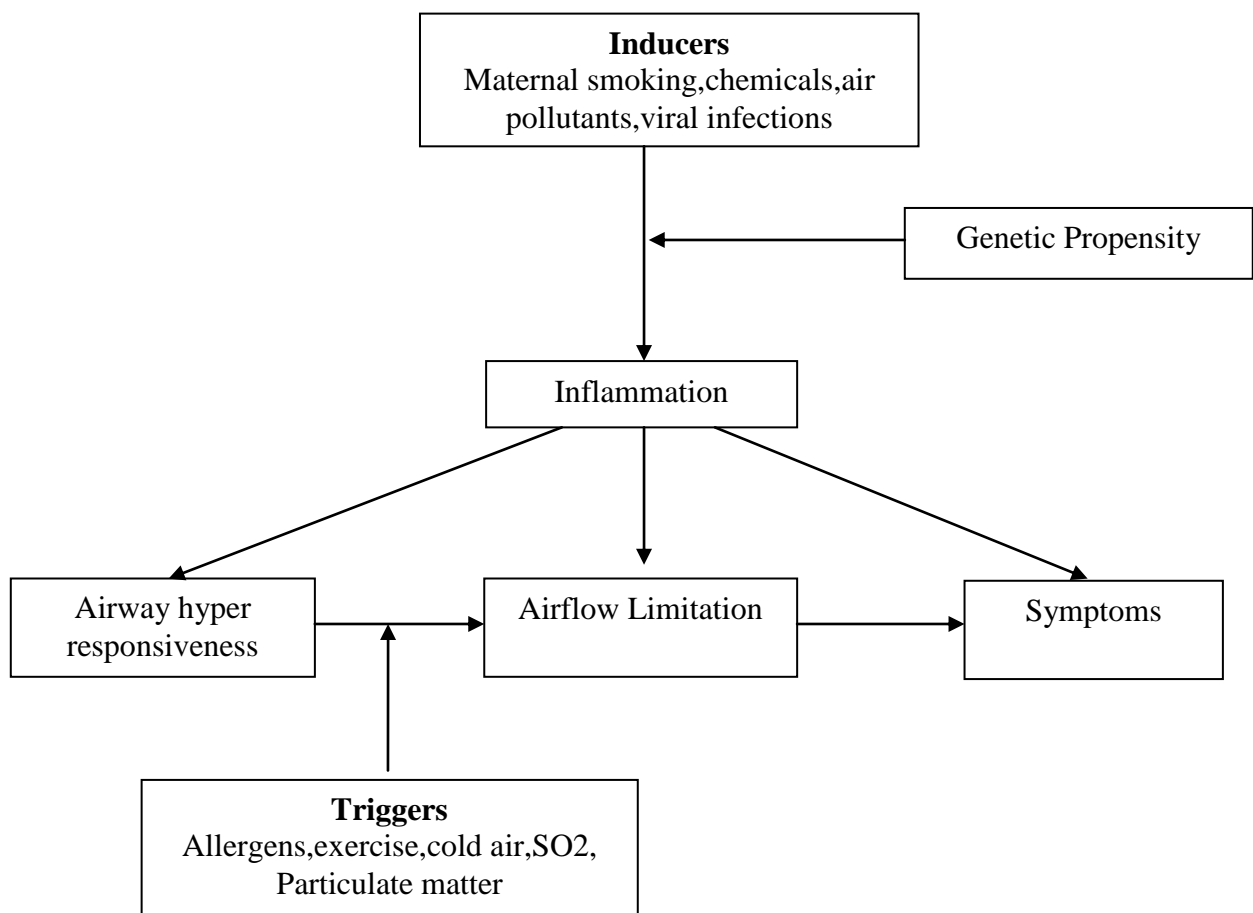 Inducers
Maternal smoking,chemicals,air
pollutants,viral infections
Genetic Propensity
Inflammation
Airway hyper
responsiveness
Airflow Limitation
Symptoms
Triggers
Allergens,exercise,cold air,SO2,
Particulate matter